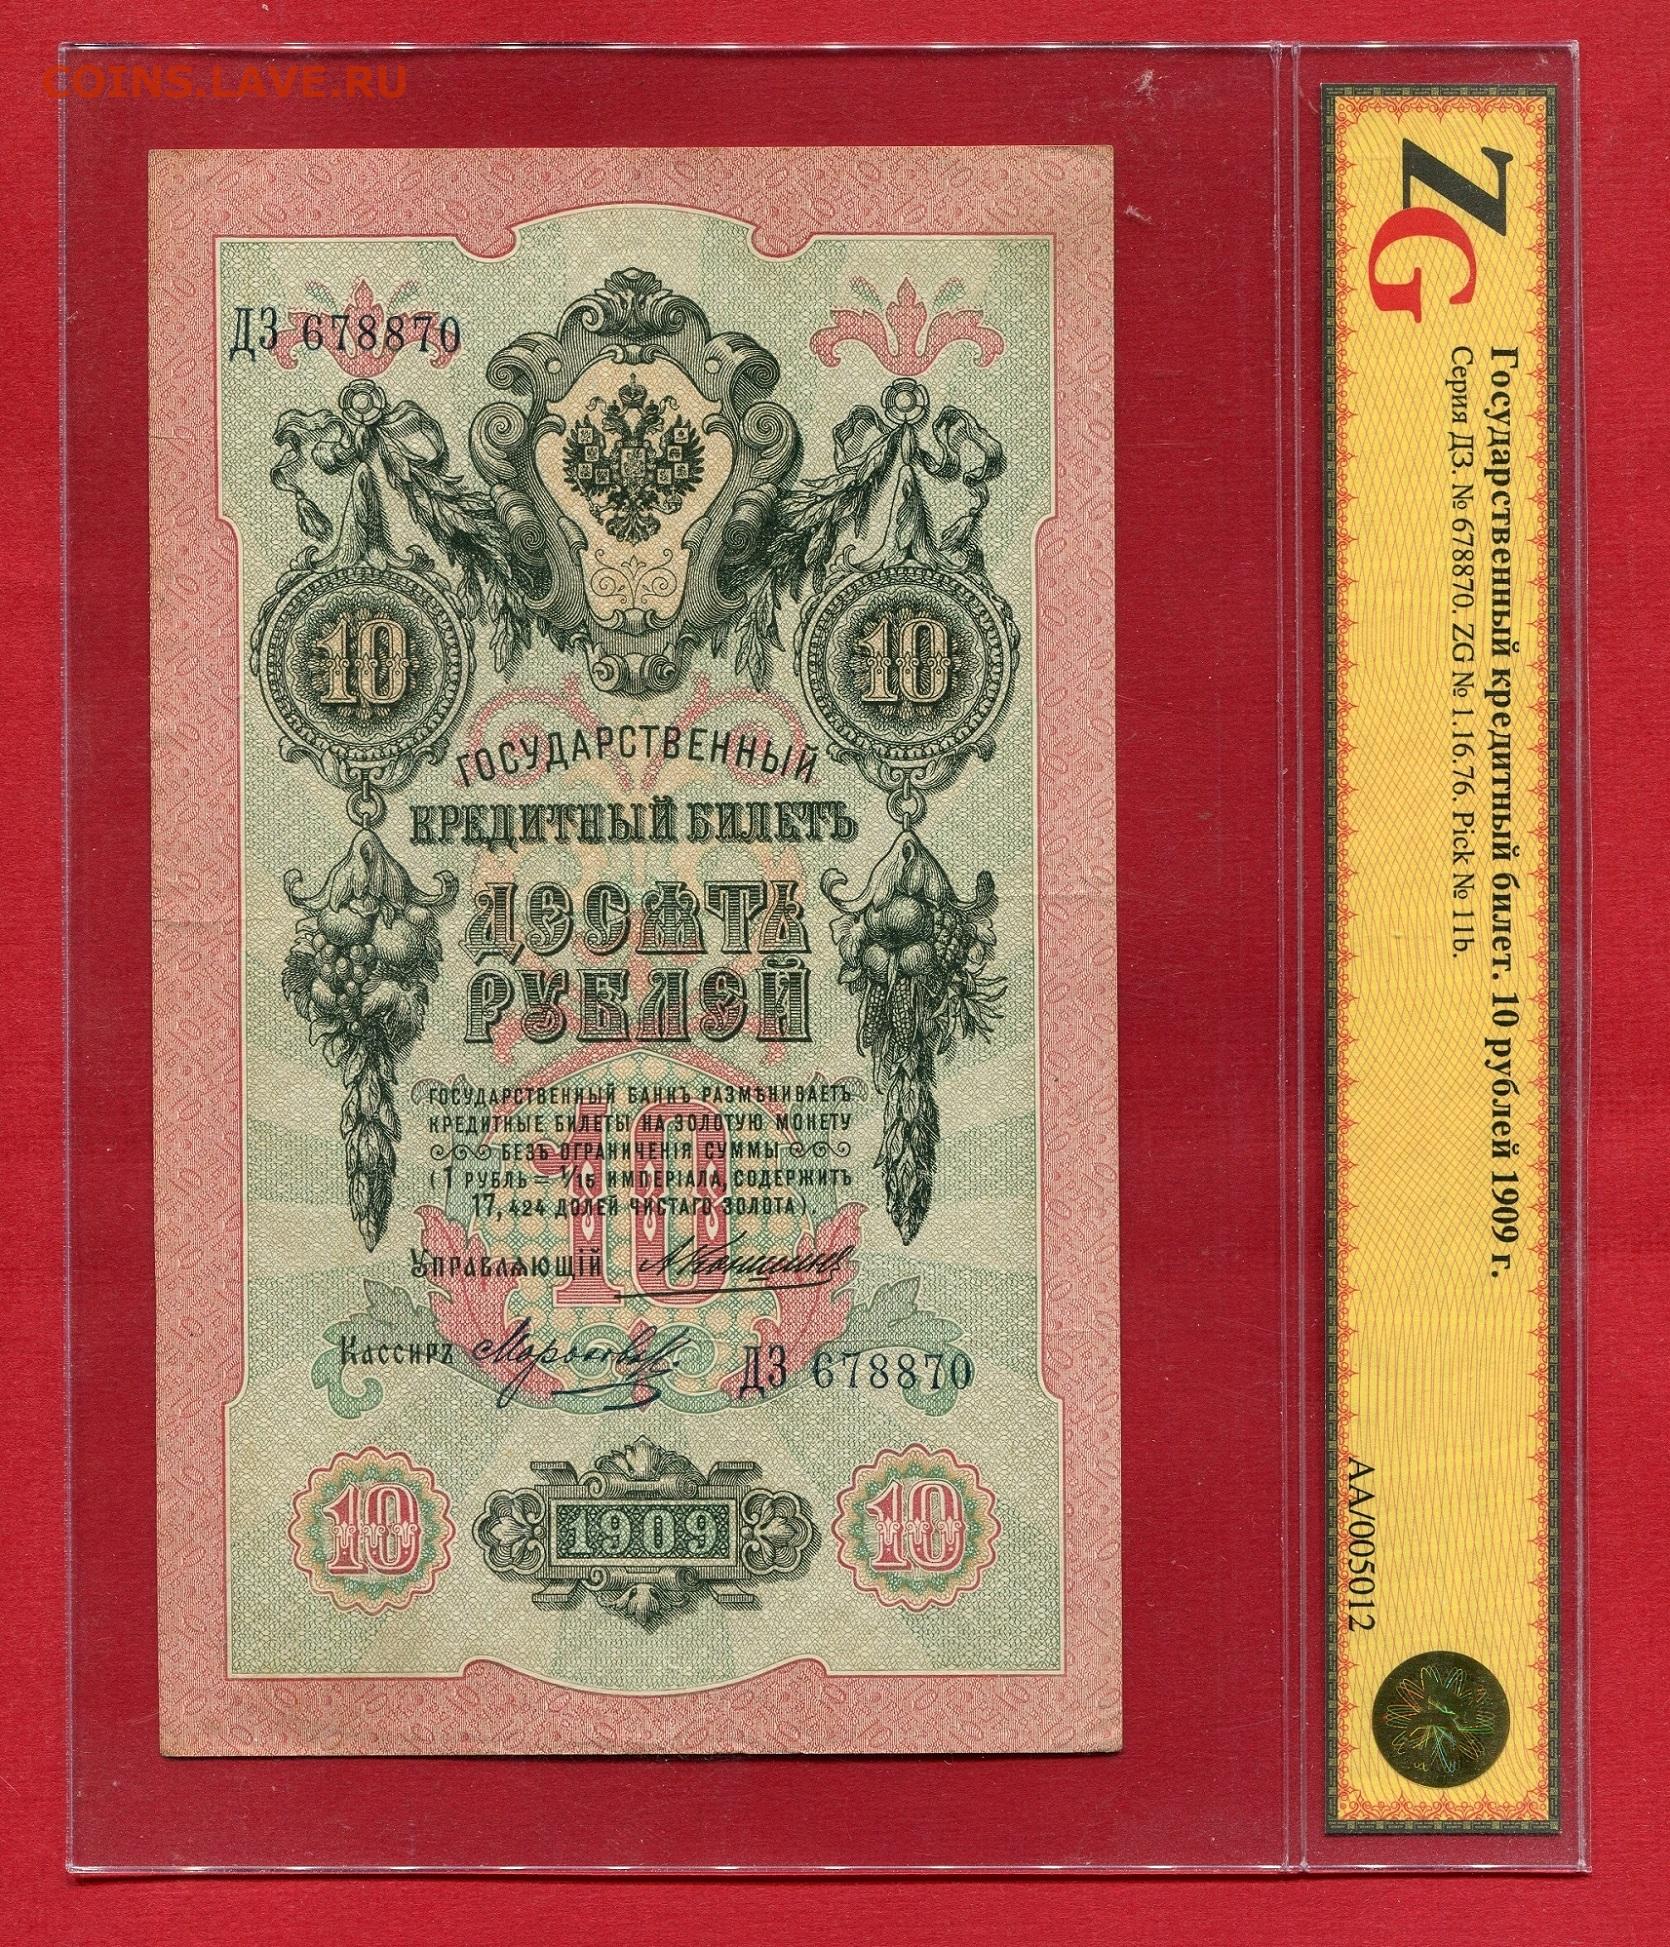 COINS.LAVE.RU
ДЗ 678870
10
10
ГОСУДАРСТВЕННЫЙ
КРЕДИТНЫЙ БИЛЕТЪ
ДЕСЯТЬ
РУБЛЕЙ
ГОСУДАРСТВЕННЫЙ БАНКЪ РАЗМѢНИВАЕТЪ
КРЕДИТНЫЕ БИЛЕТЫ НА ЗОЛОТУЮ МОНЕТУ
БЕЗЪ ОГРАНИЧЕНІЯ СУММЫ
(1 РУБЛЬ = 1/15 ИМПЕРІАЛА, СОДЕРЖИТЪ
17,424 ДОЛЕЙ ЧИСТАГО ЗОЛОТА).
10
УПРАВЛЯЮЩІЙ
КАССИРЪ
ДЗ 678870
10
1909
10
ZG
Государственный кредитный билет. 10 рублей 1909 г.
Серия ДЗ. № 678870. ZG № 1.16.76. Pick № 11b.
АА/005012